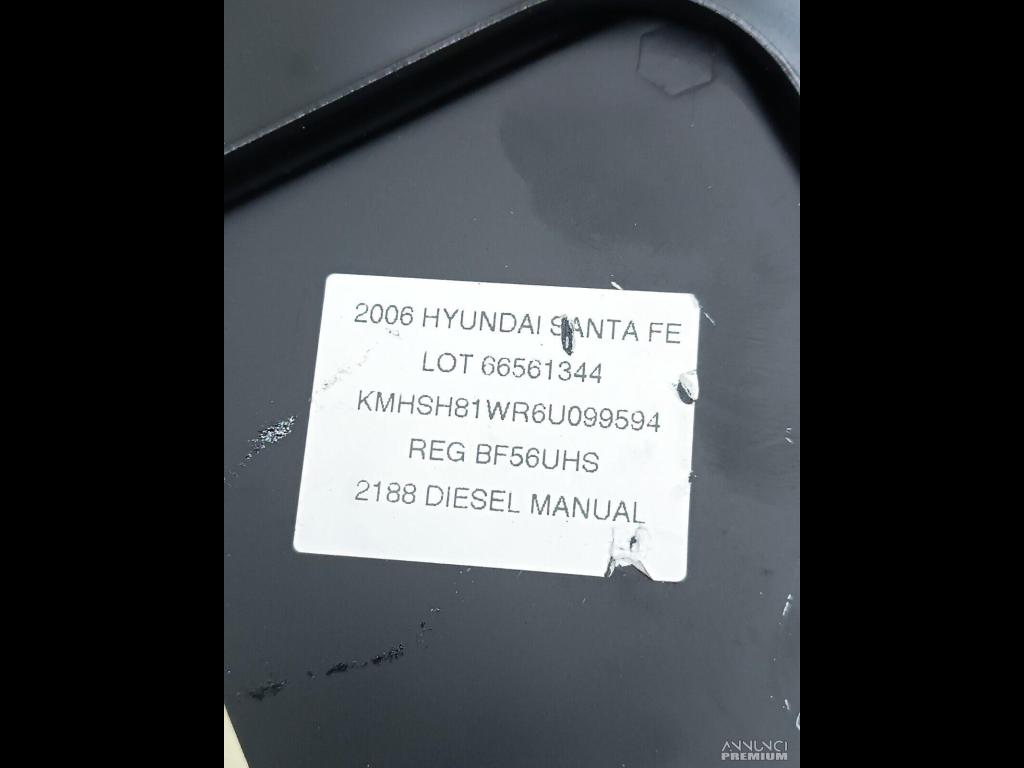 2006 HYUNDAI SANTA FE
LOT 66561344
KMHSH81WR6U099594
REG BF56UHS
2188 DIESEL MANUAL
ANNUNCI
PREMIUM